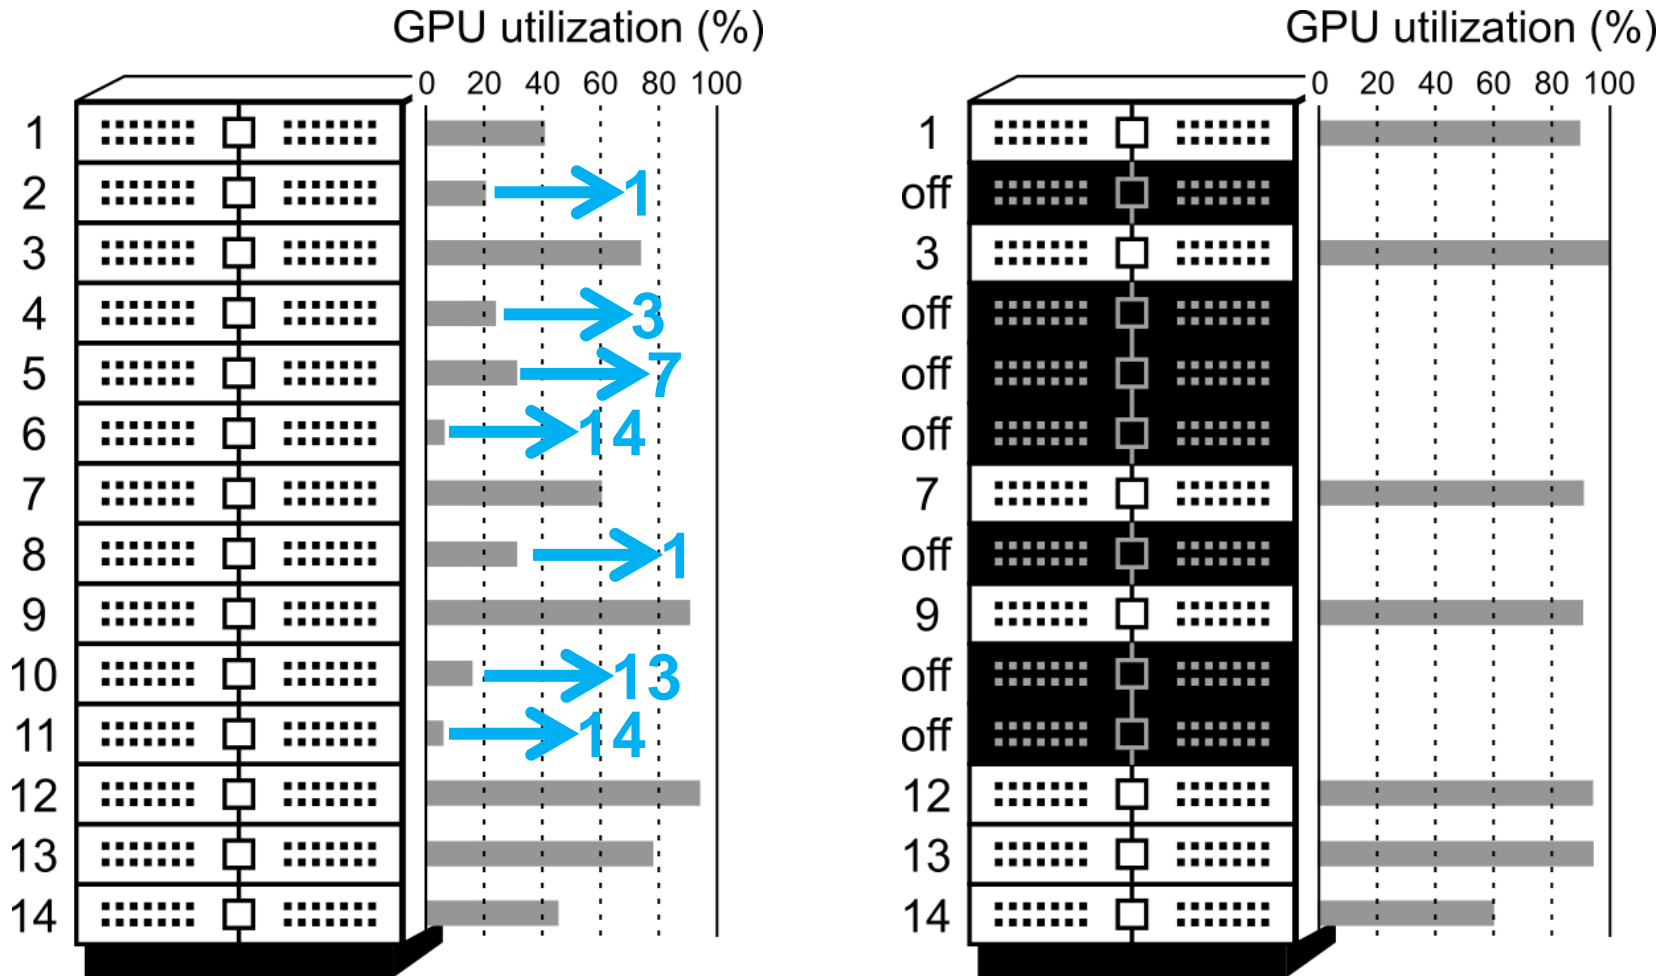 GPU utilization (%) GPU utilization (%)
0 20 40 60 80 100 0 20 40 60 80 100
1 1
2 1 off
3 3
4 3 off
5 7 off
6 14 off
7 7
8 1 off
9 9
10 13 off
11 14 off
12 12
13 13
14 14